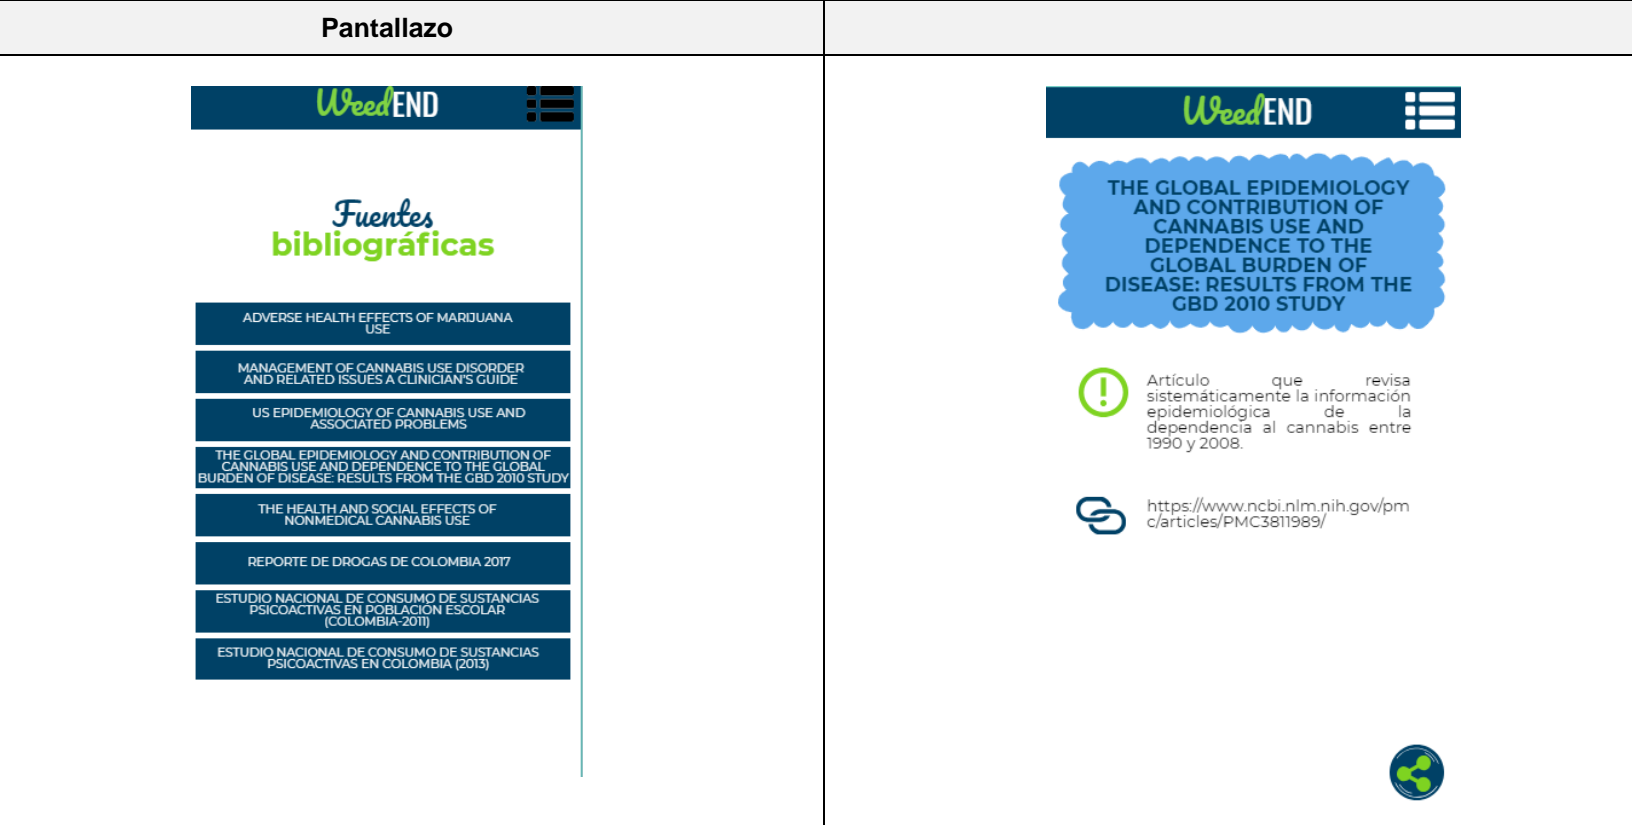 Pantallazo
WeedEND
Fuentes
bibliográficas
ADVERSE HEALTH EFFECTS OF MARIJUANA
USE
MANAGEMENT OF CANNABIS USE DISORDER
AND RELATED ISSUES A CLINICIAN'S GUIDE
US EPIDEMIOLOGY OF CANNABIS USE AND
ASSOCIATED PROBLEMS
THE GLOBAL EPIDEMIOLOGY AND CONTRIBUTION OF
CANNABIS USE AND DEPENDENCE TO THE GLOBAL
BURDEN OF DISEASE: RESULTS FROM THE GBD 2010 STUDY
THE HEALTH AND SOCIAL EFFECTS OF
NONMEDICAL CANNABIS USE
REPORTE DE DROGAS DE COLOMBIA 2017
ESTUDIO NACIONAL DE CONSUMO DE SUSTANCIAS
PSICOACTIVAS EN POBLACIÓN ESCOLAR
(COLOMBIA-2011)
ESTUDIO NACIONAL DE CONSUMO DE SUSTANCIAS
PSICOACTIVAS EN COLOMBIA (2013)
WeedEND
THE GLOBAL EPIDEMIOLOGY
AND CONTRIBUTION OF
CANNABIS USE AND
DEPENDENCE TO THE
GLOBAL BURDEN OF
DISEASE: RESULTS FROM THE
GBD 2010 STUDY
Artículo que revisa
sistemáticamente la información
epidemiológica de la
dependencia al cannabis entre
1990 y 2008.
https://www.ncbi.nlm.nih.gov/pm
c/articles/PMC3811989/